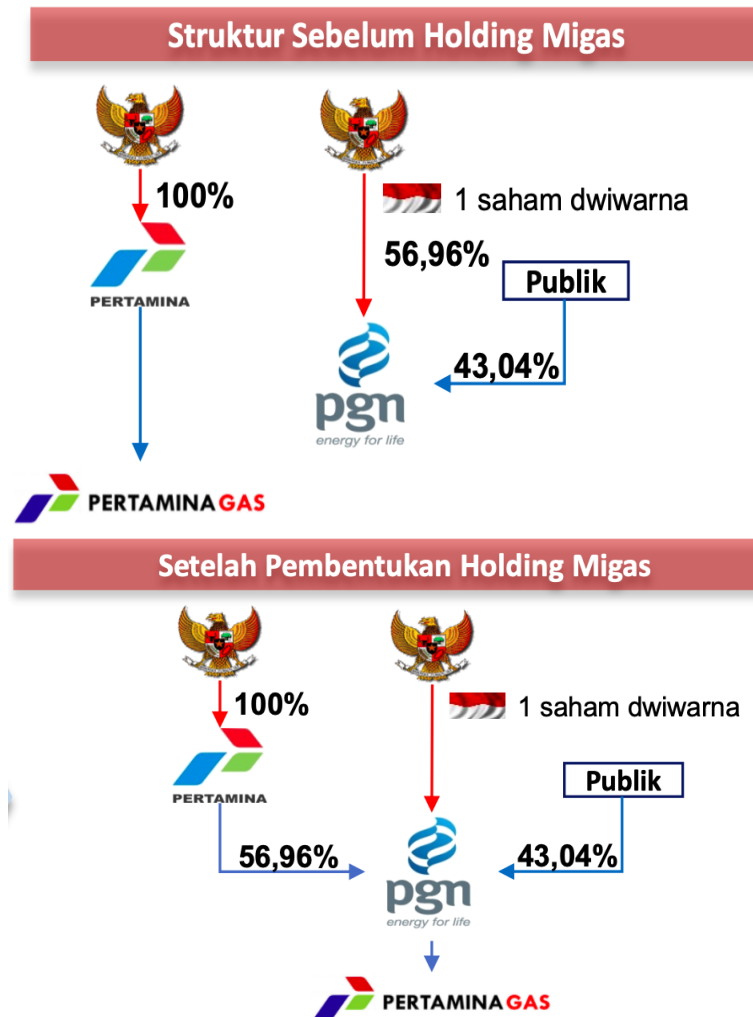 Struktur Sebelum Holding Migas
100%
1 saham dwiwarna
56,96%
Publik
PERTAMINA
43,04%
pgn
energy for life
PERTAMINA GAS
Setelah Pembentukan Holding Migas
100%
1 saham dwiwarna
Publik
PERTAMINA
56,96%
43,04%
pgn
energy for life
PERTAMINA GAS